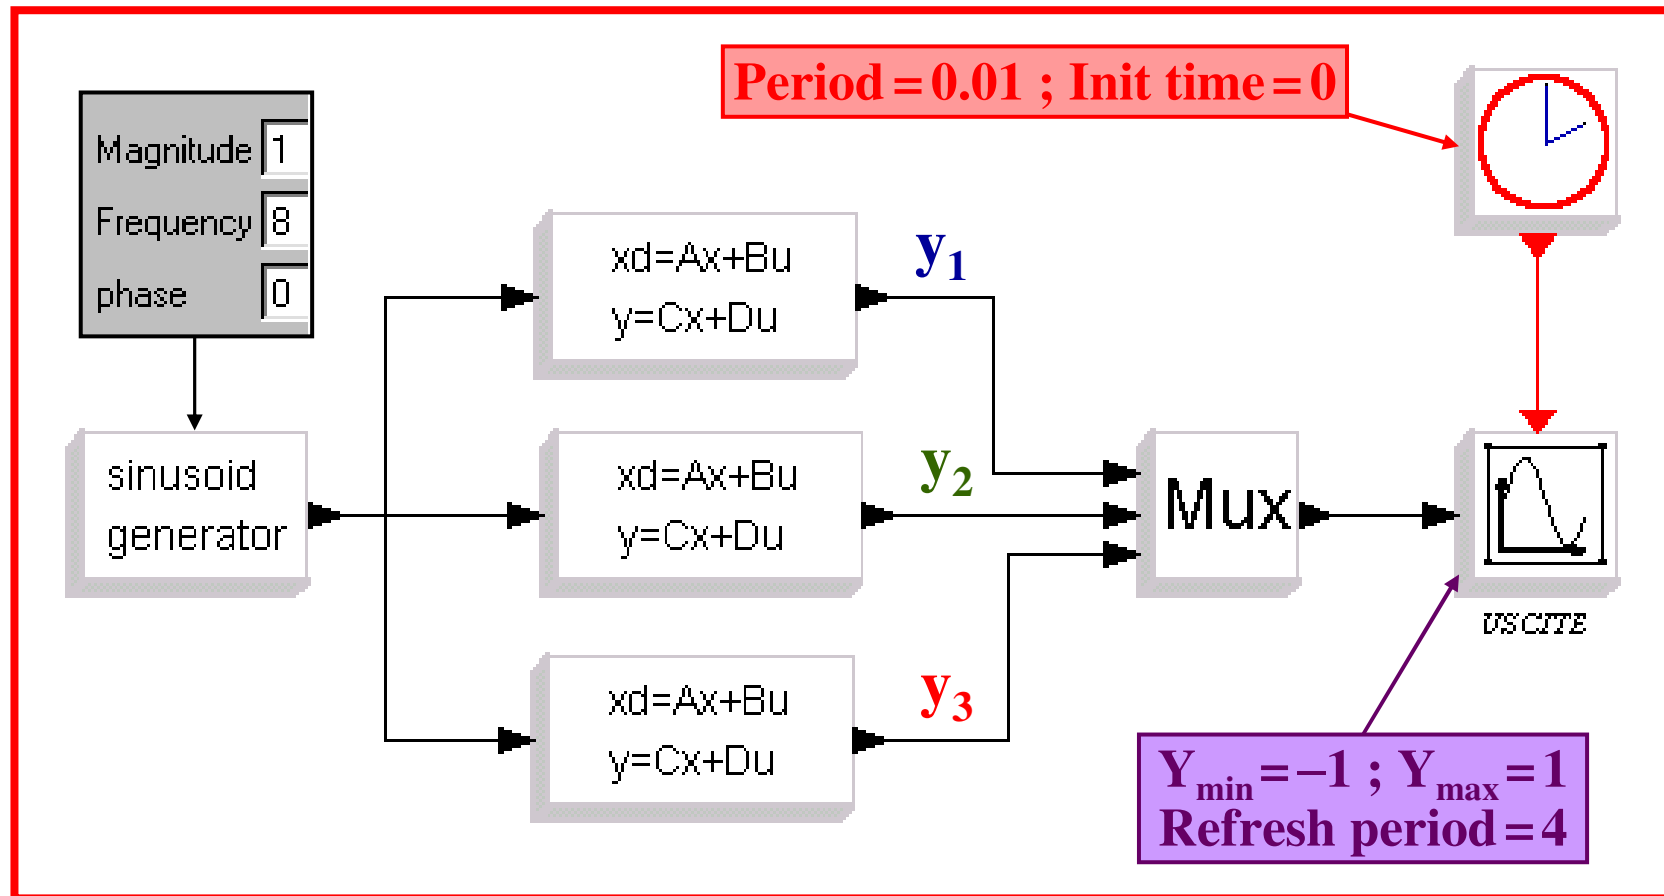 Period = 0.01 ; Init time = 0
Magnitude 1
Frequency 8
phase 0
xd=Ax+Bu
y=Cx+Du
y1
sinusoid
generator
xd=Ax+Bu
y=Cx+Du
y2
Mux
USCITE
xd=Ax+Bu
y=Cx+Du
y3
Ymin = –1 ; Ymax = 1
Refresh period = 4